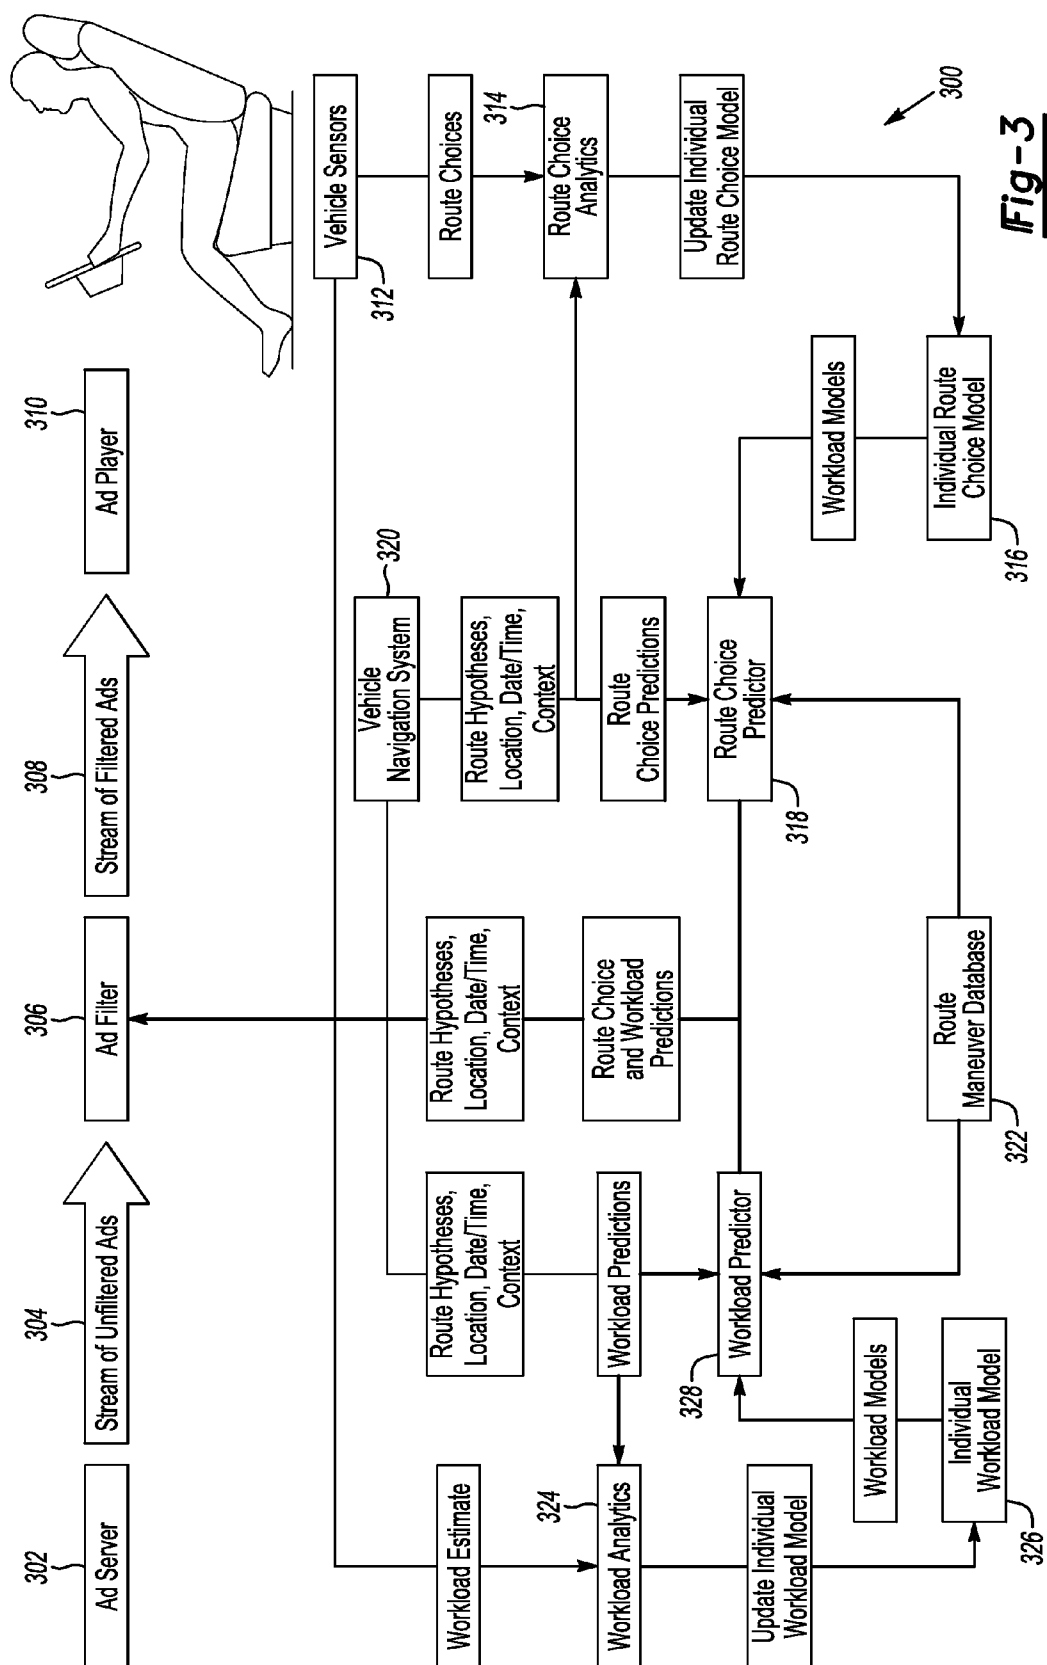 302
Ad Server
304
Stream of Unfiltered Ads
306
Ad Filter
308
Stream of Filtered Ads
310
Ad Player
Vehicle Sensors
312
Vehicle
Navigation System
320
Workload Estimate
Route Hypotheses,
Location, Date/Time,
Context
Route Hypotheses,
Location, Date/Time,
Context
Route Hypotheses,
Location, Date/Time,
Context
Route Choices
324
Workload Analytics
Workload Predictions
Route Choice
and Workload
Predictions
Route
Choice Predictions
Route Choice
Analytics
314
Update Individual
Workload Model
328
Workload Predictor
Route Choice
Predictor
318
Update Individual
Route Choice Model
Workload Models
Workload Models
Individual
Workload Model
326
Route
Maneuver Database
322
Individual Route
Choice Model
316
300
Fig-3